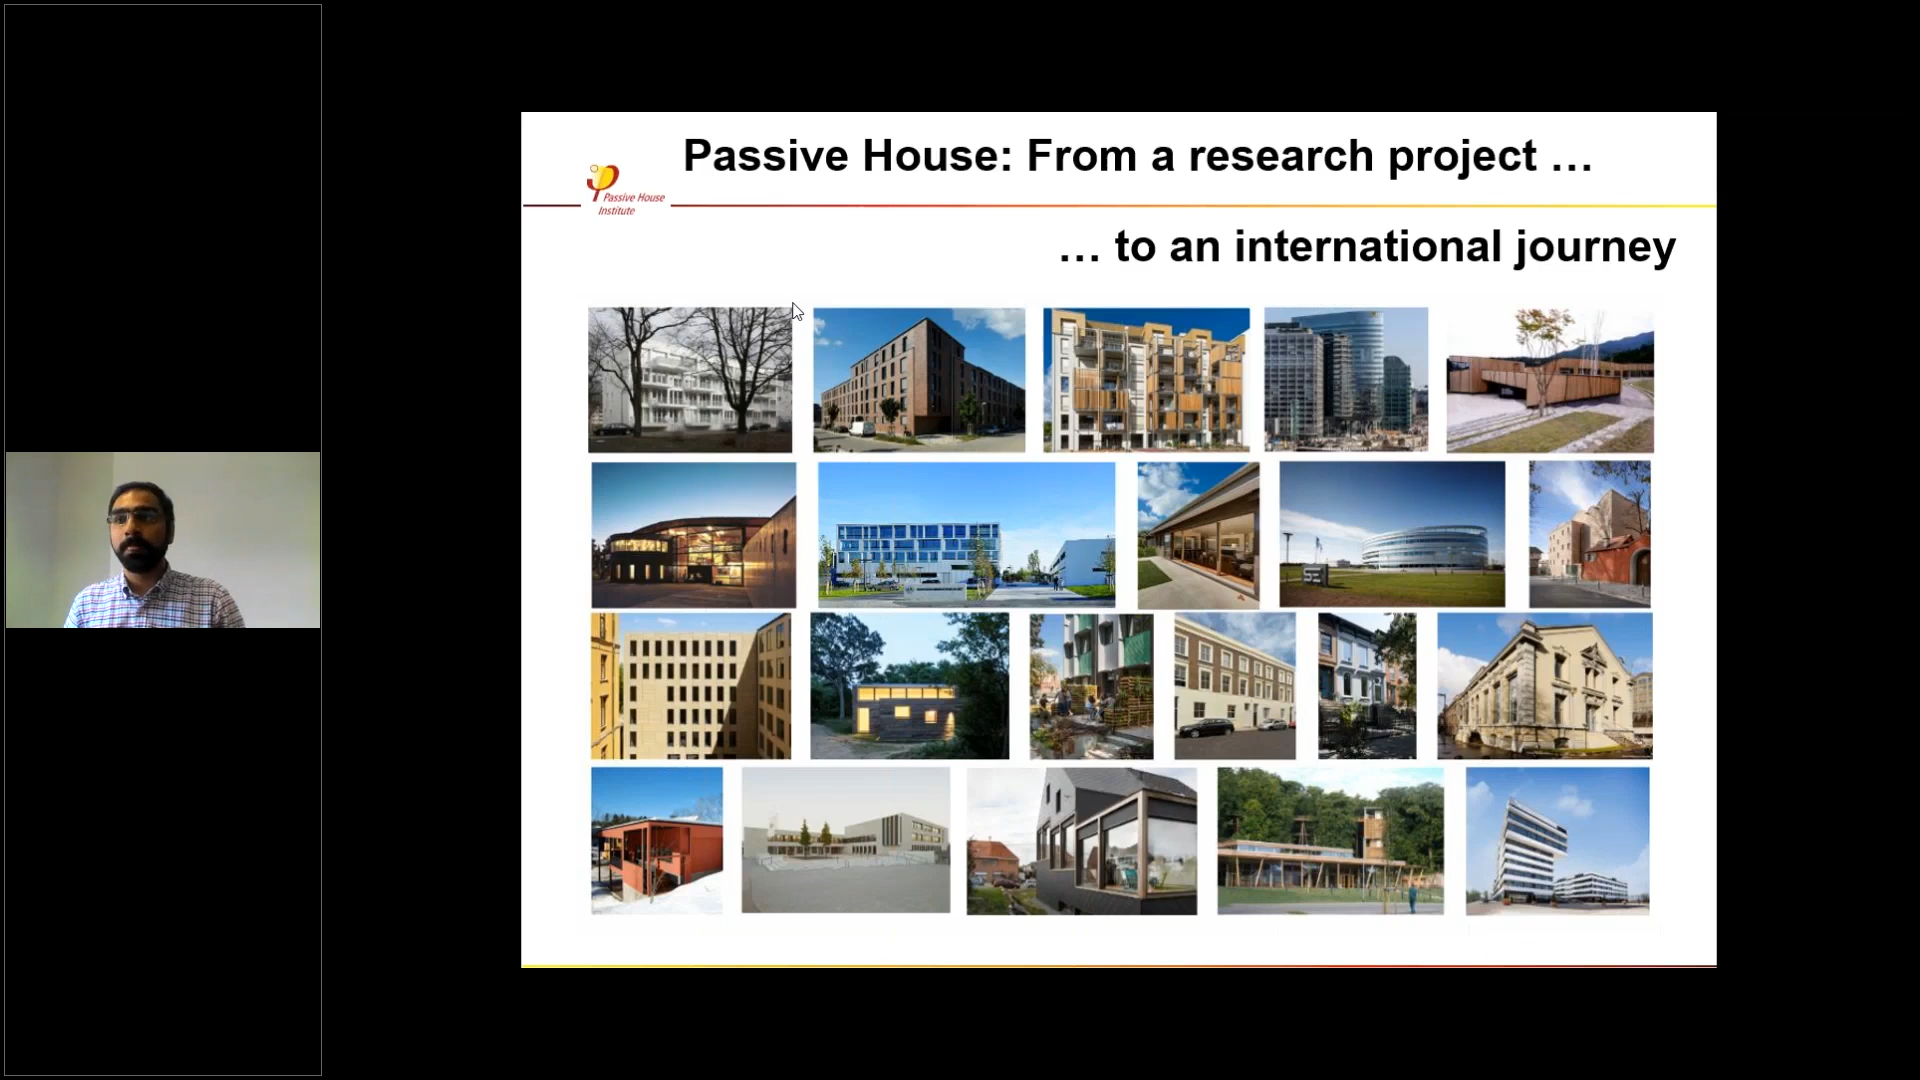 Passive House: From a research project …
Passive House
Institute
… to an international journey